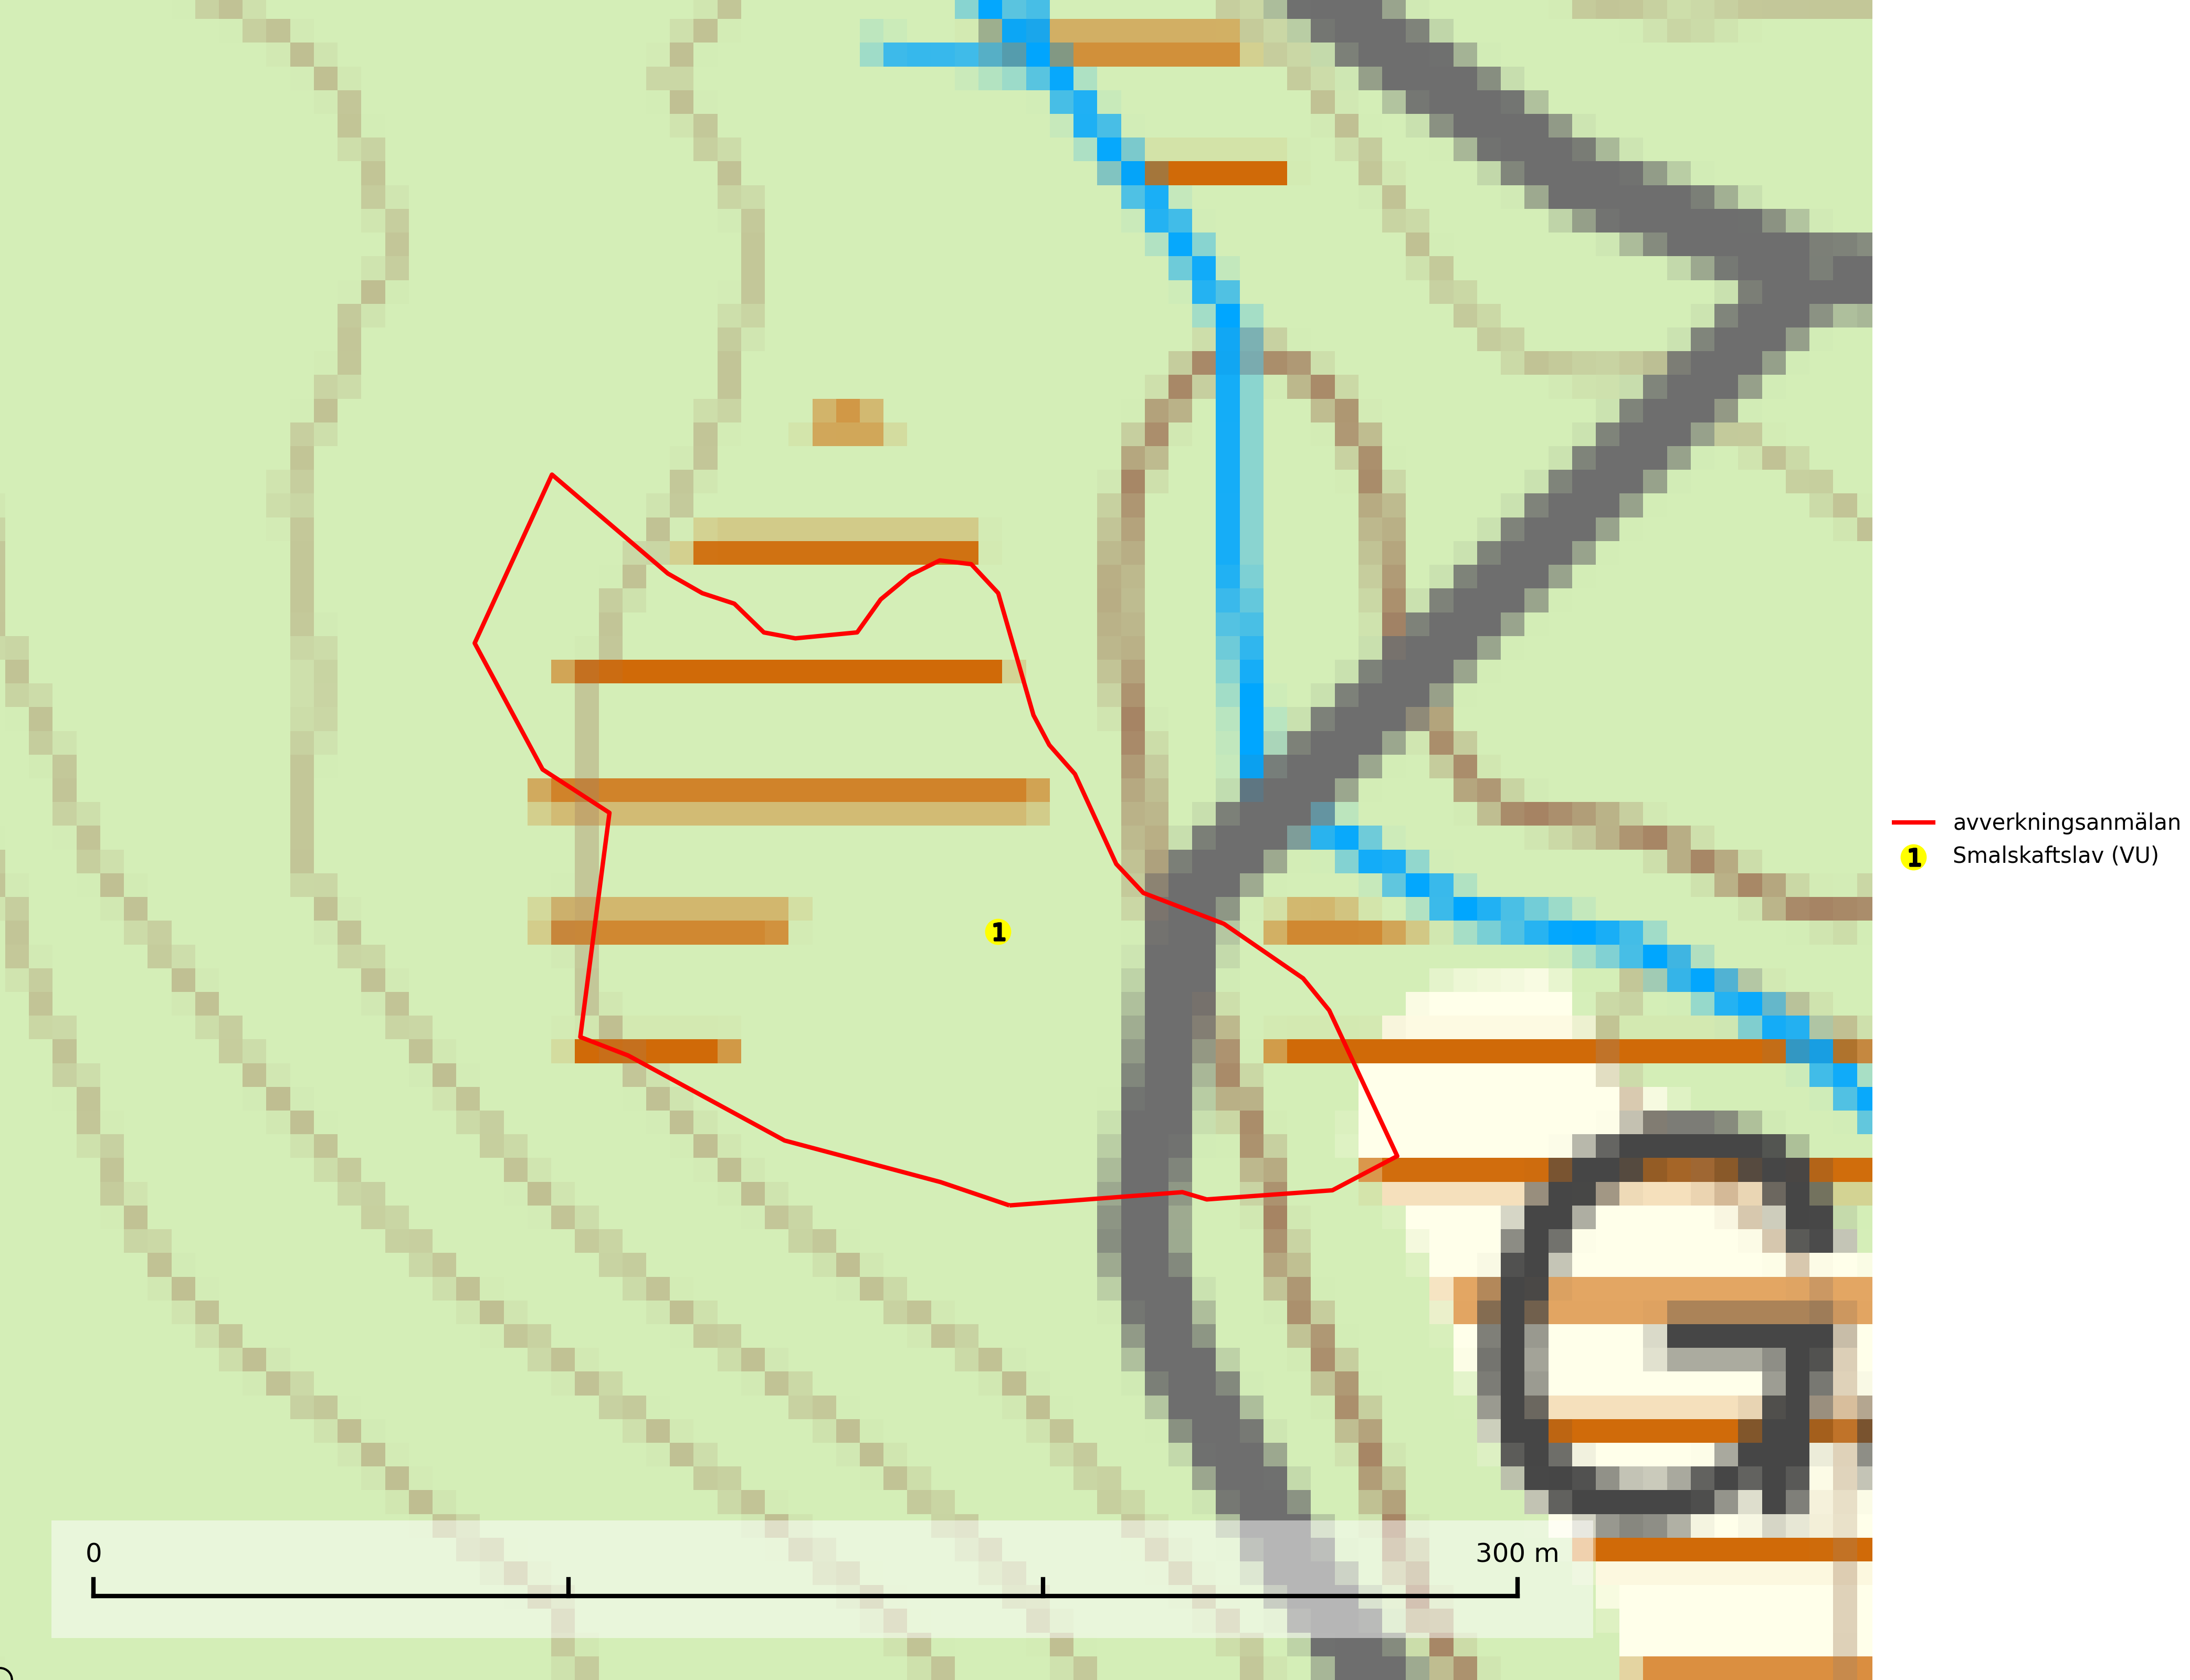 1
avverkningsanmälan
1 Smalskaftslav (VU)
G
0 300 m